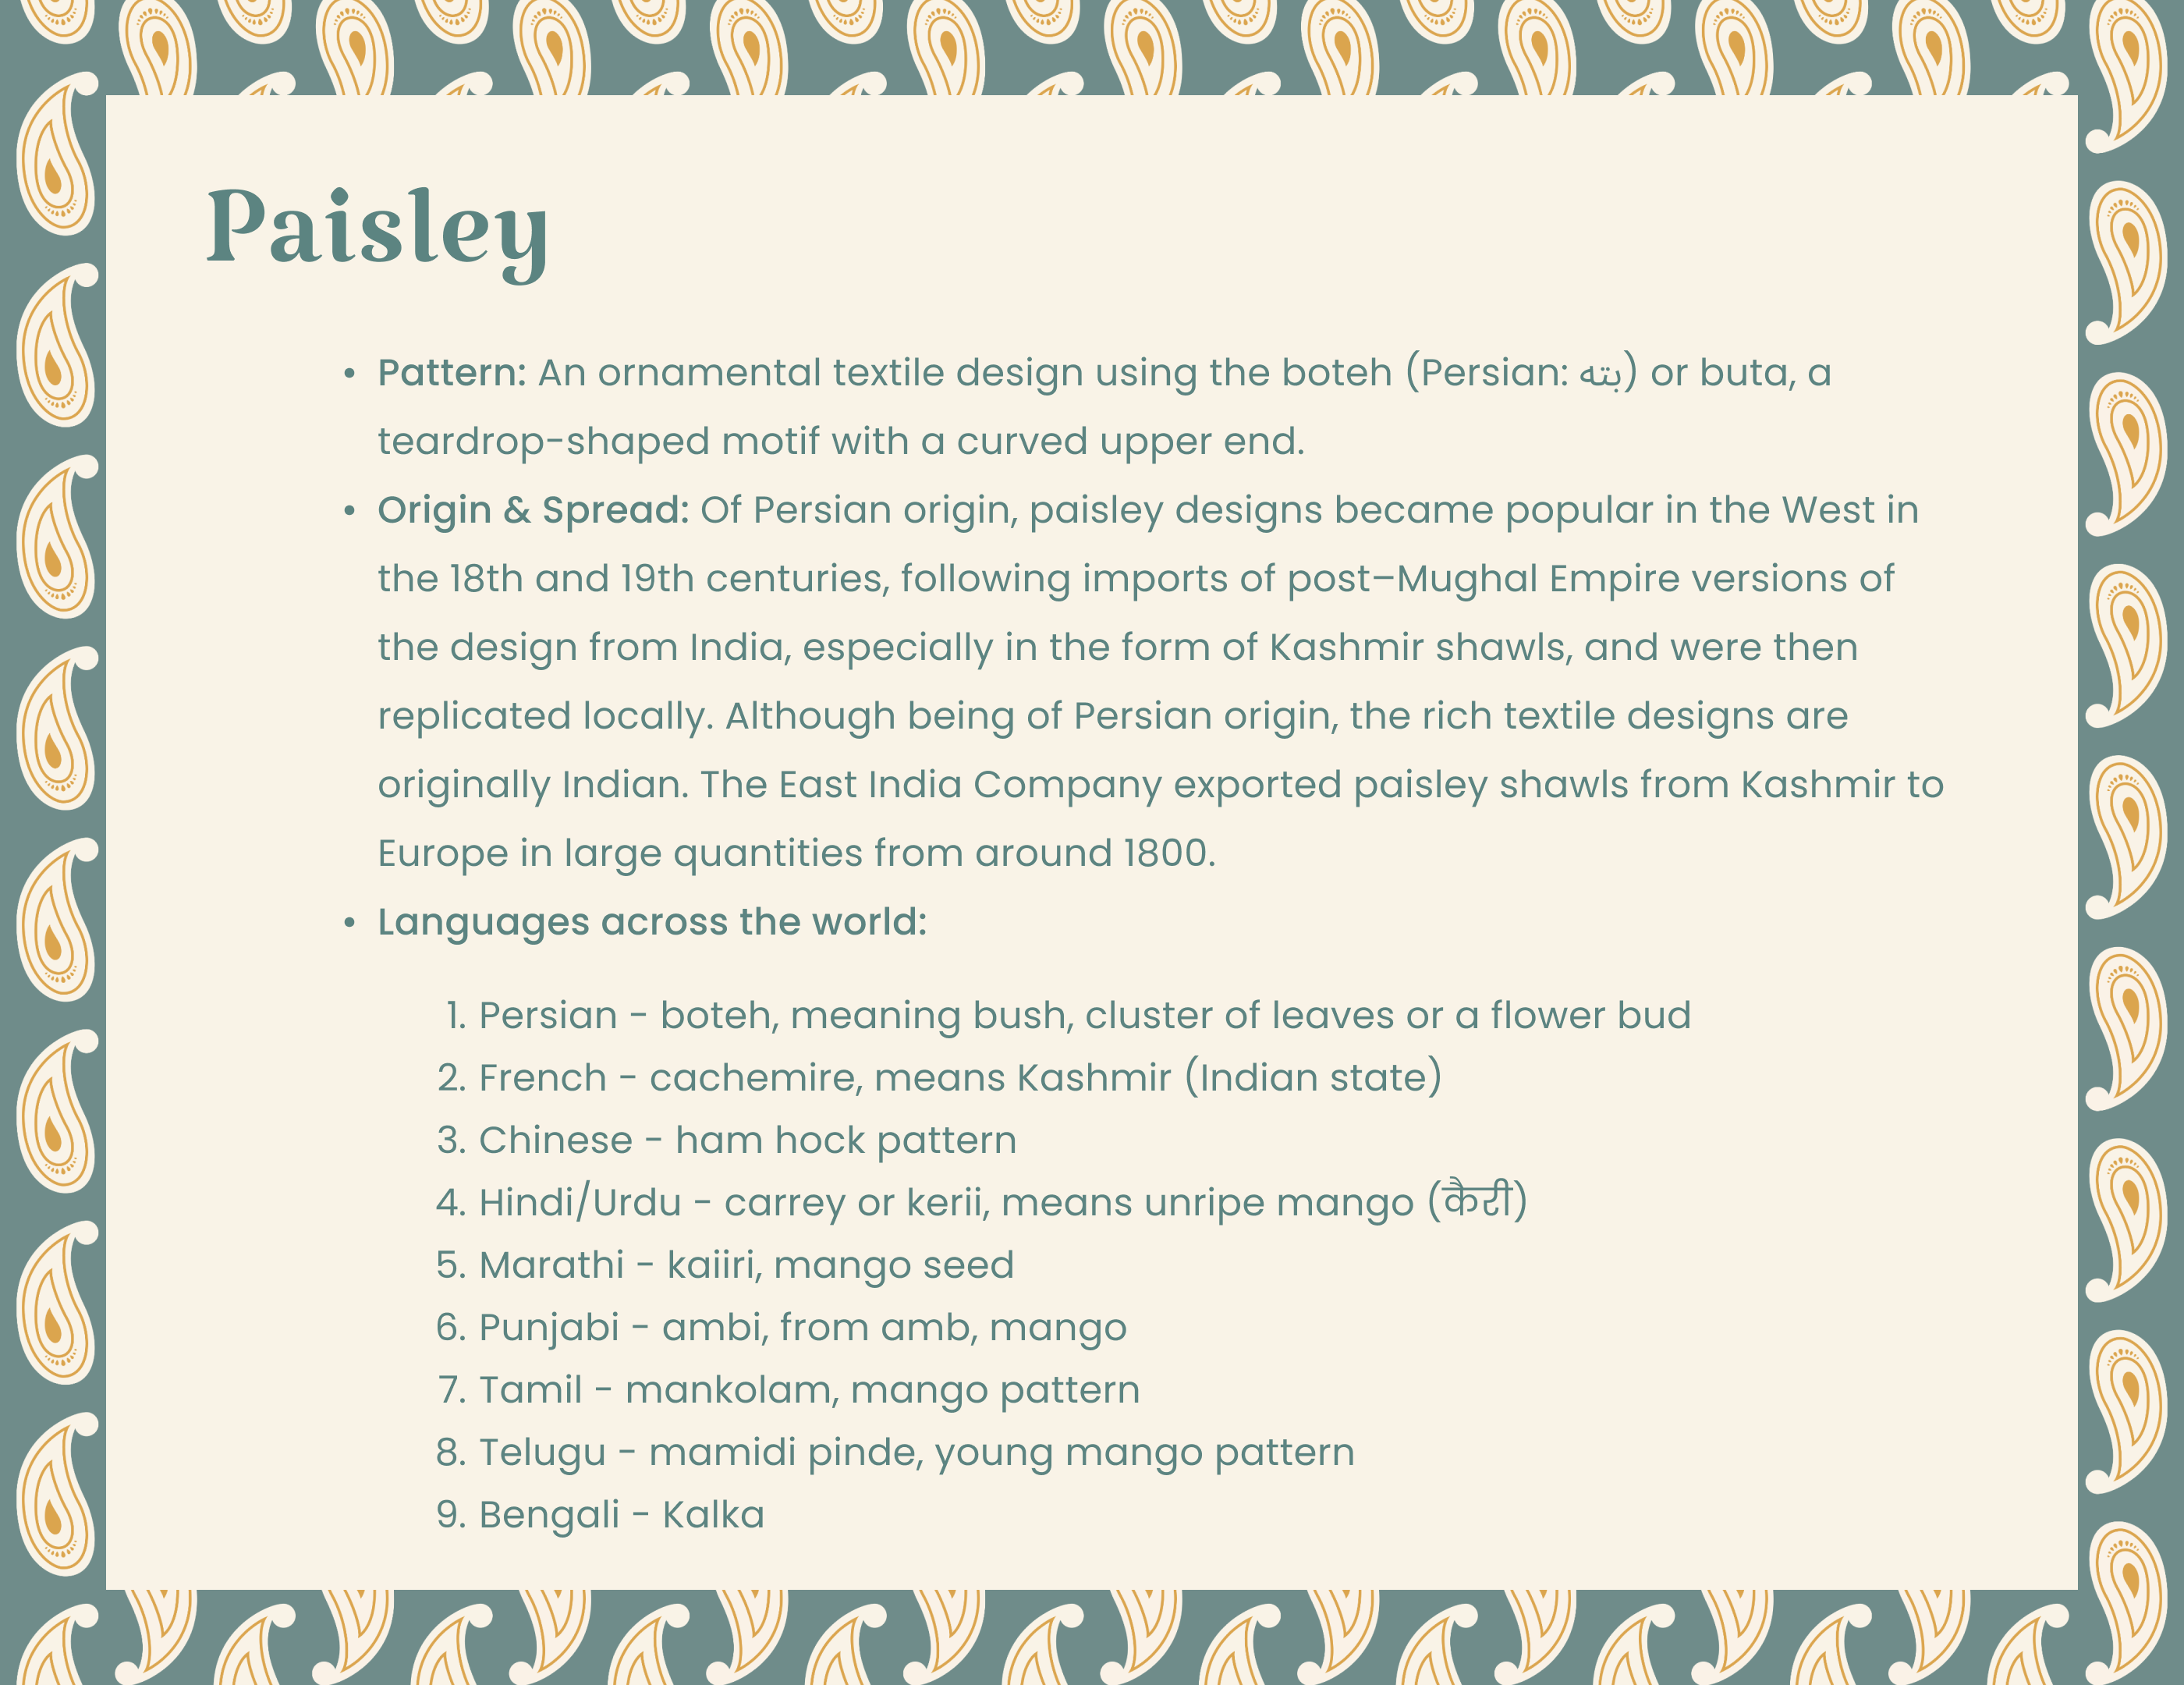 Paisley
• Pattern: An ornamental textile design using the boteh (Persian: بته) or buta, a
teardrop-shaped motif with a curved upper end.
• Origin & Spread: Of Persian origin, paisley designs became popular in the West in
the 18th and 19th centuries, following imports of post–Mughal Empire versions of
the design from India, especially in the form of Kashmir shawls, and were then
replicated locally. Although being of Persian origin, the rich textile designs are
originally Indian. The East India Company exported paisley shawls from Kashmir to
Europe in large quantities from around 1800.
• Languages across the world:
1. Persian - boteh, meaning bush, cluster of leaves or a flower bud
2. French - cachemire, means Kashmir (Indian state)
3. Chinese - ham hock pattern
4. Hindi/Urdu - carrey or kerii, means unripe mango (कैरी)
5. Marathi - kaiiri, mango seed
6. Punjabi - ambi, from amb, mango
7. Tamil - mankolam, mango pattern
8. Telugu - mamidi pinde, young mango pattern
9. Bengali - Kalka